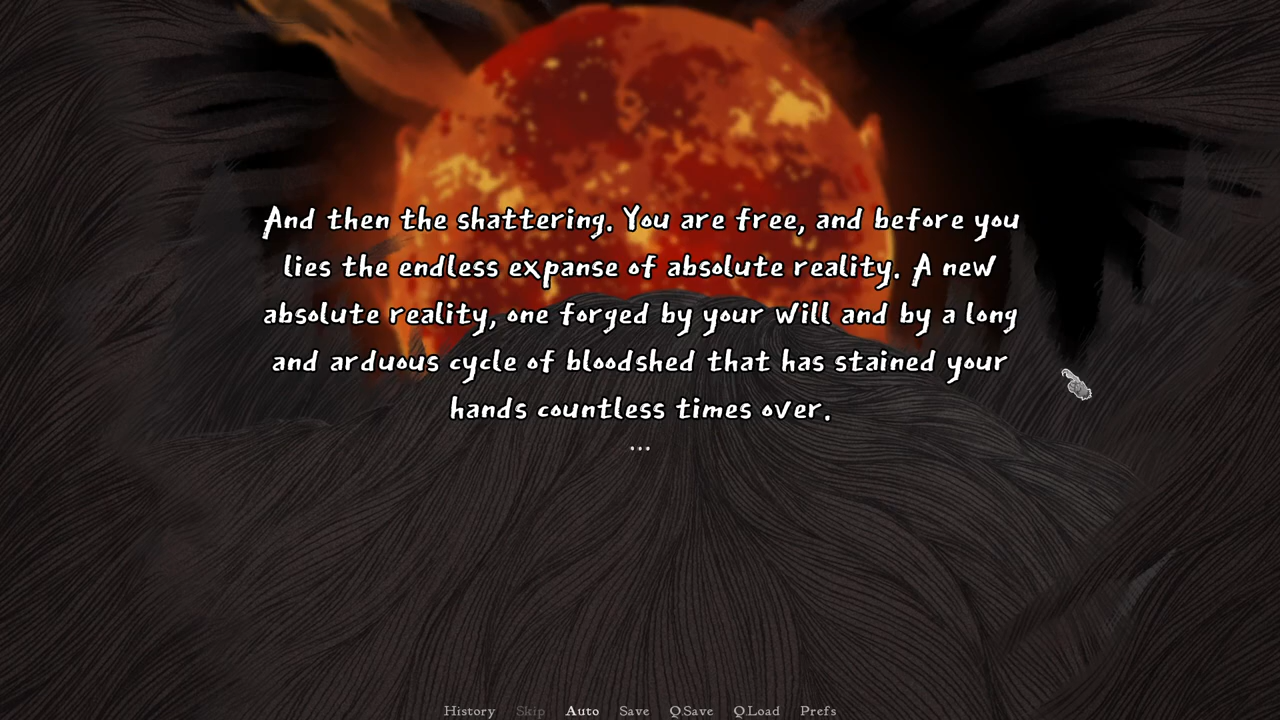 And then the shattering. You are free, and before you
lies the endless expanse of absolute reality. A new
absolute reality, one forged by your will and by a long
and arduous cycle of bloodshed that has stained your
hands countless times over.
...
History Skip Auto Save Q.Save Q.Load Prefs